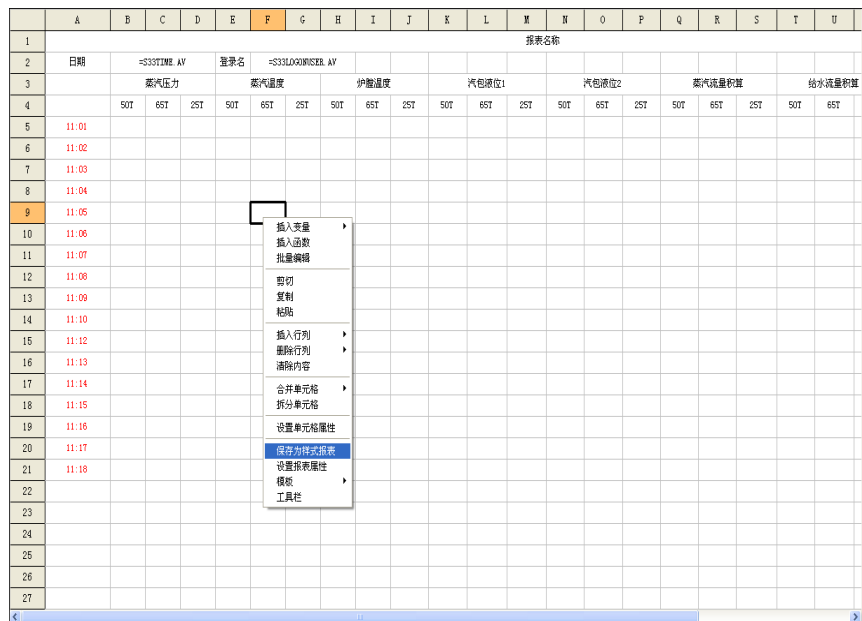 A B C D E F G H I J K L M N O P Q R S T U
1 报表名称
2 日期 =S33TIME.AV 登录名 =S33LOGONUSER.AV
3 蒸汽压力 蒸汽温度 炉膛温度 汽包液位1 汽包液位2 蒸汽流量积算 给水流量积算
4 50T 65T 25T 50T 65T 25T 50T 65T 25T 50T 65T 25T 50T 65T 25T 50T 65T 25T 50T 65T
5 11:01
6 11:02
7 11:03
8 11:04
9 11:05
10 11:06
11 11:07
12 11:08
13 11:09
14 11:10
15 11:12
16 11:13
17 11:14
18 11:15
19 11:16
20 11:17
21 11:18
22
23
24
25
26
27
插入变量
插入函数
批量编辑
剪切
复制
粘贴
插入行列
删除行列
清除内容
合并单元格
拆分单元格
设置单元格属性
保存为样式报表
设置报表属性
模板
工具栏